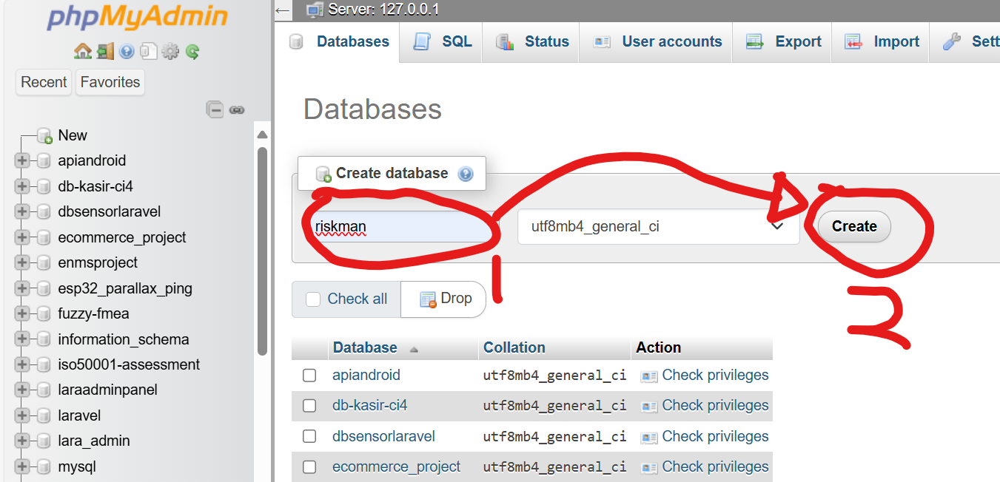 phpMyAdmin
Recent Favorites
New
apiandroid
db-kasir-ci4
dbsensorlaravel
ecommerce_project
enmsproject
esp32_parallax_ping
fuzzy-fmea
information_schema
iso50001-assessment
laraadminpanel
laravel
lara_admin
mysql
Server: 127.0.0.1
Databases SQL Status User accounts Export Import Sett
Databases
Create database
riskman utf8mb4_general_ci Create
1
2
Check all Drop
Database Collation Action
apiandroid utf8mb4_general_ci Check privileges
db-kasir-ci4 utf8mb4_general_ci Check privileges
dbsensorlaravel utf8mb4_general_ci Check privileges
ecommerce_project utf8mb4_general_ci Check privileges